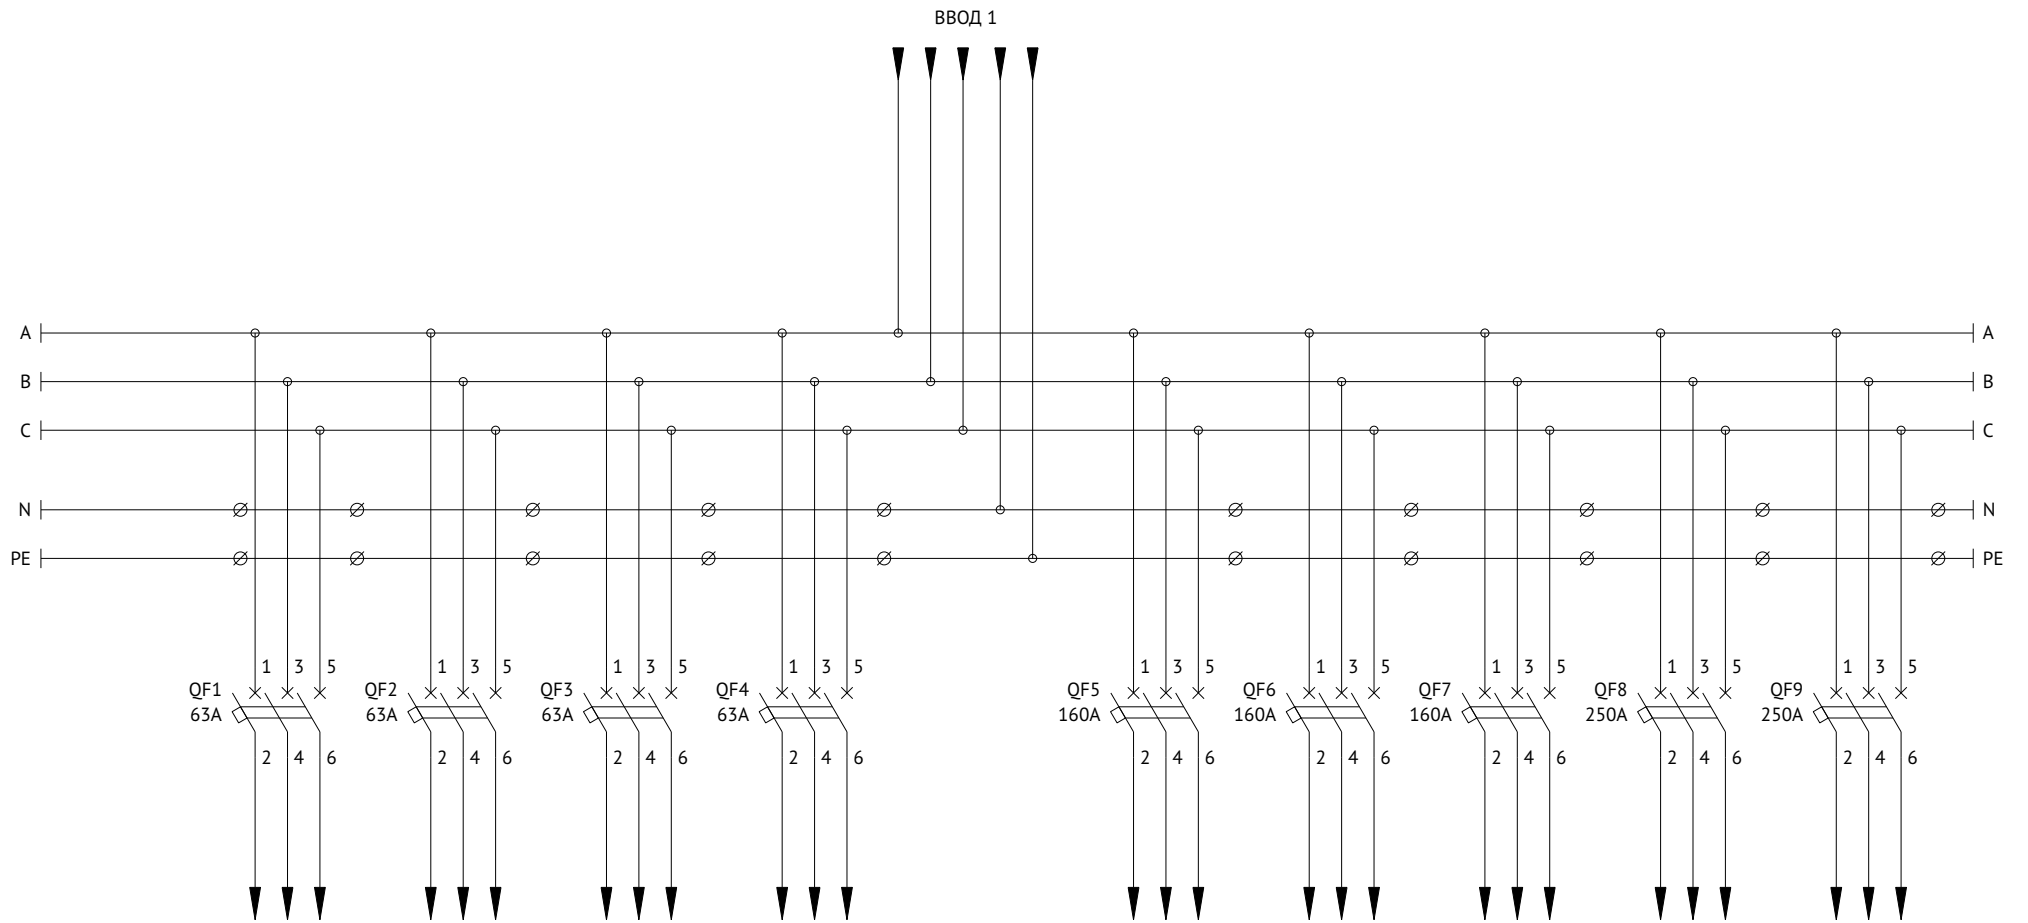 ВВОД 1
A A
B B
C C
N N
PE PE
1 3 5 1 3 5 1 3 5 1 3 5 1 3 5 1 3 5 1 3 5 1 3 5 1 3 5
QF1 QF2 QF3 QF4 QF5 QF6 QF7 QF8 QF9
63A 63A 63A 63A 160A 160A 160A 250A 250A
2 4 6 2 4 6 2 4 6 2 4 6 2 4 6 2 4 6 2 4 6 2 4 6 2 4 6